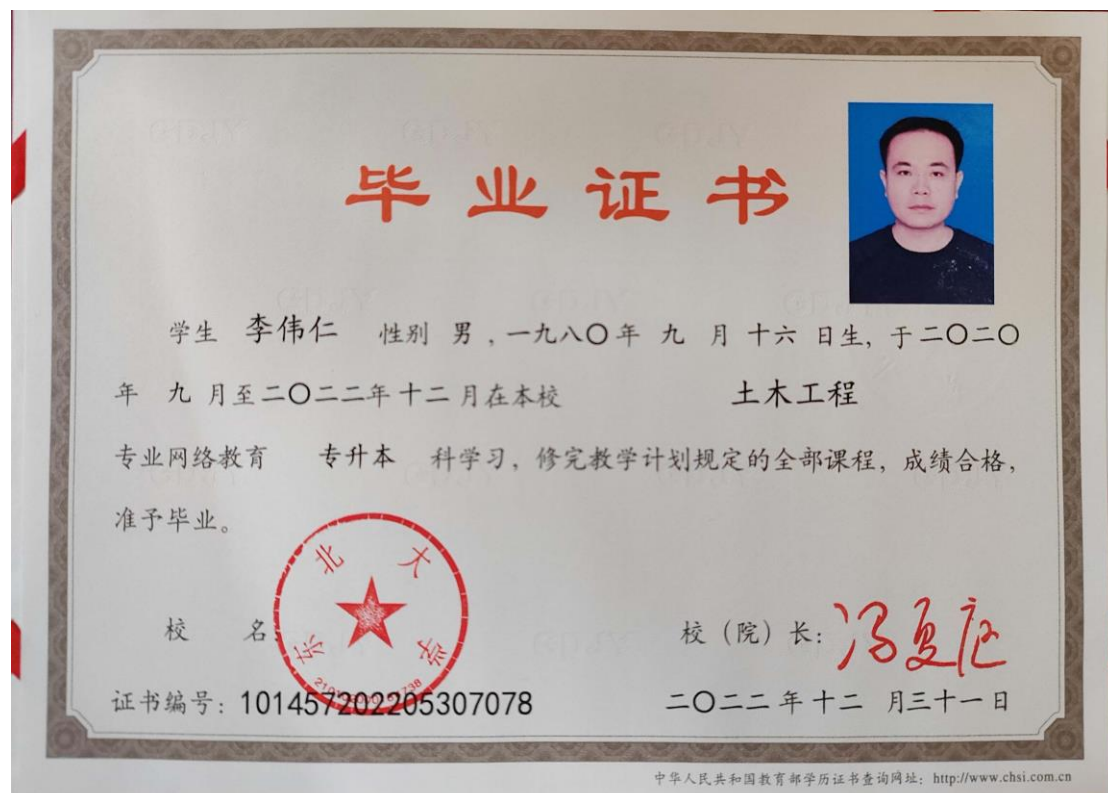 毕业证书
学生 李伟仁 性别 男 ,一九八〇年 九 月 十六 日生, 于二〇二〇
年 九 月至二〇二二年十二月在本校 土木工程
专业网络教育 专升本 科学习, 修完教学计划规定的全部课程, 成绩合格,
准予毕业。
东北大学
校 名:
校（院）长: 冯夏庭
证书编号: 101457202205307078
二〇二二年十二 月三十一日
中华人民共和国教育部学历证书查询网址: http://www.chsi.com.cn